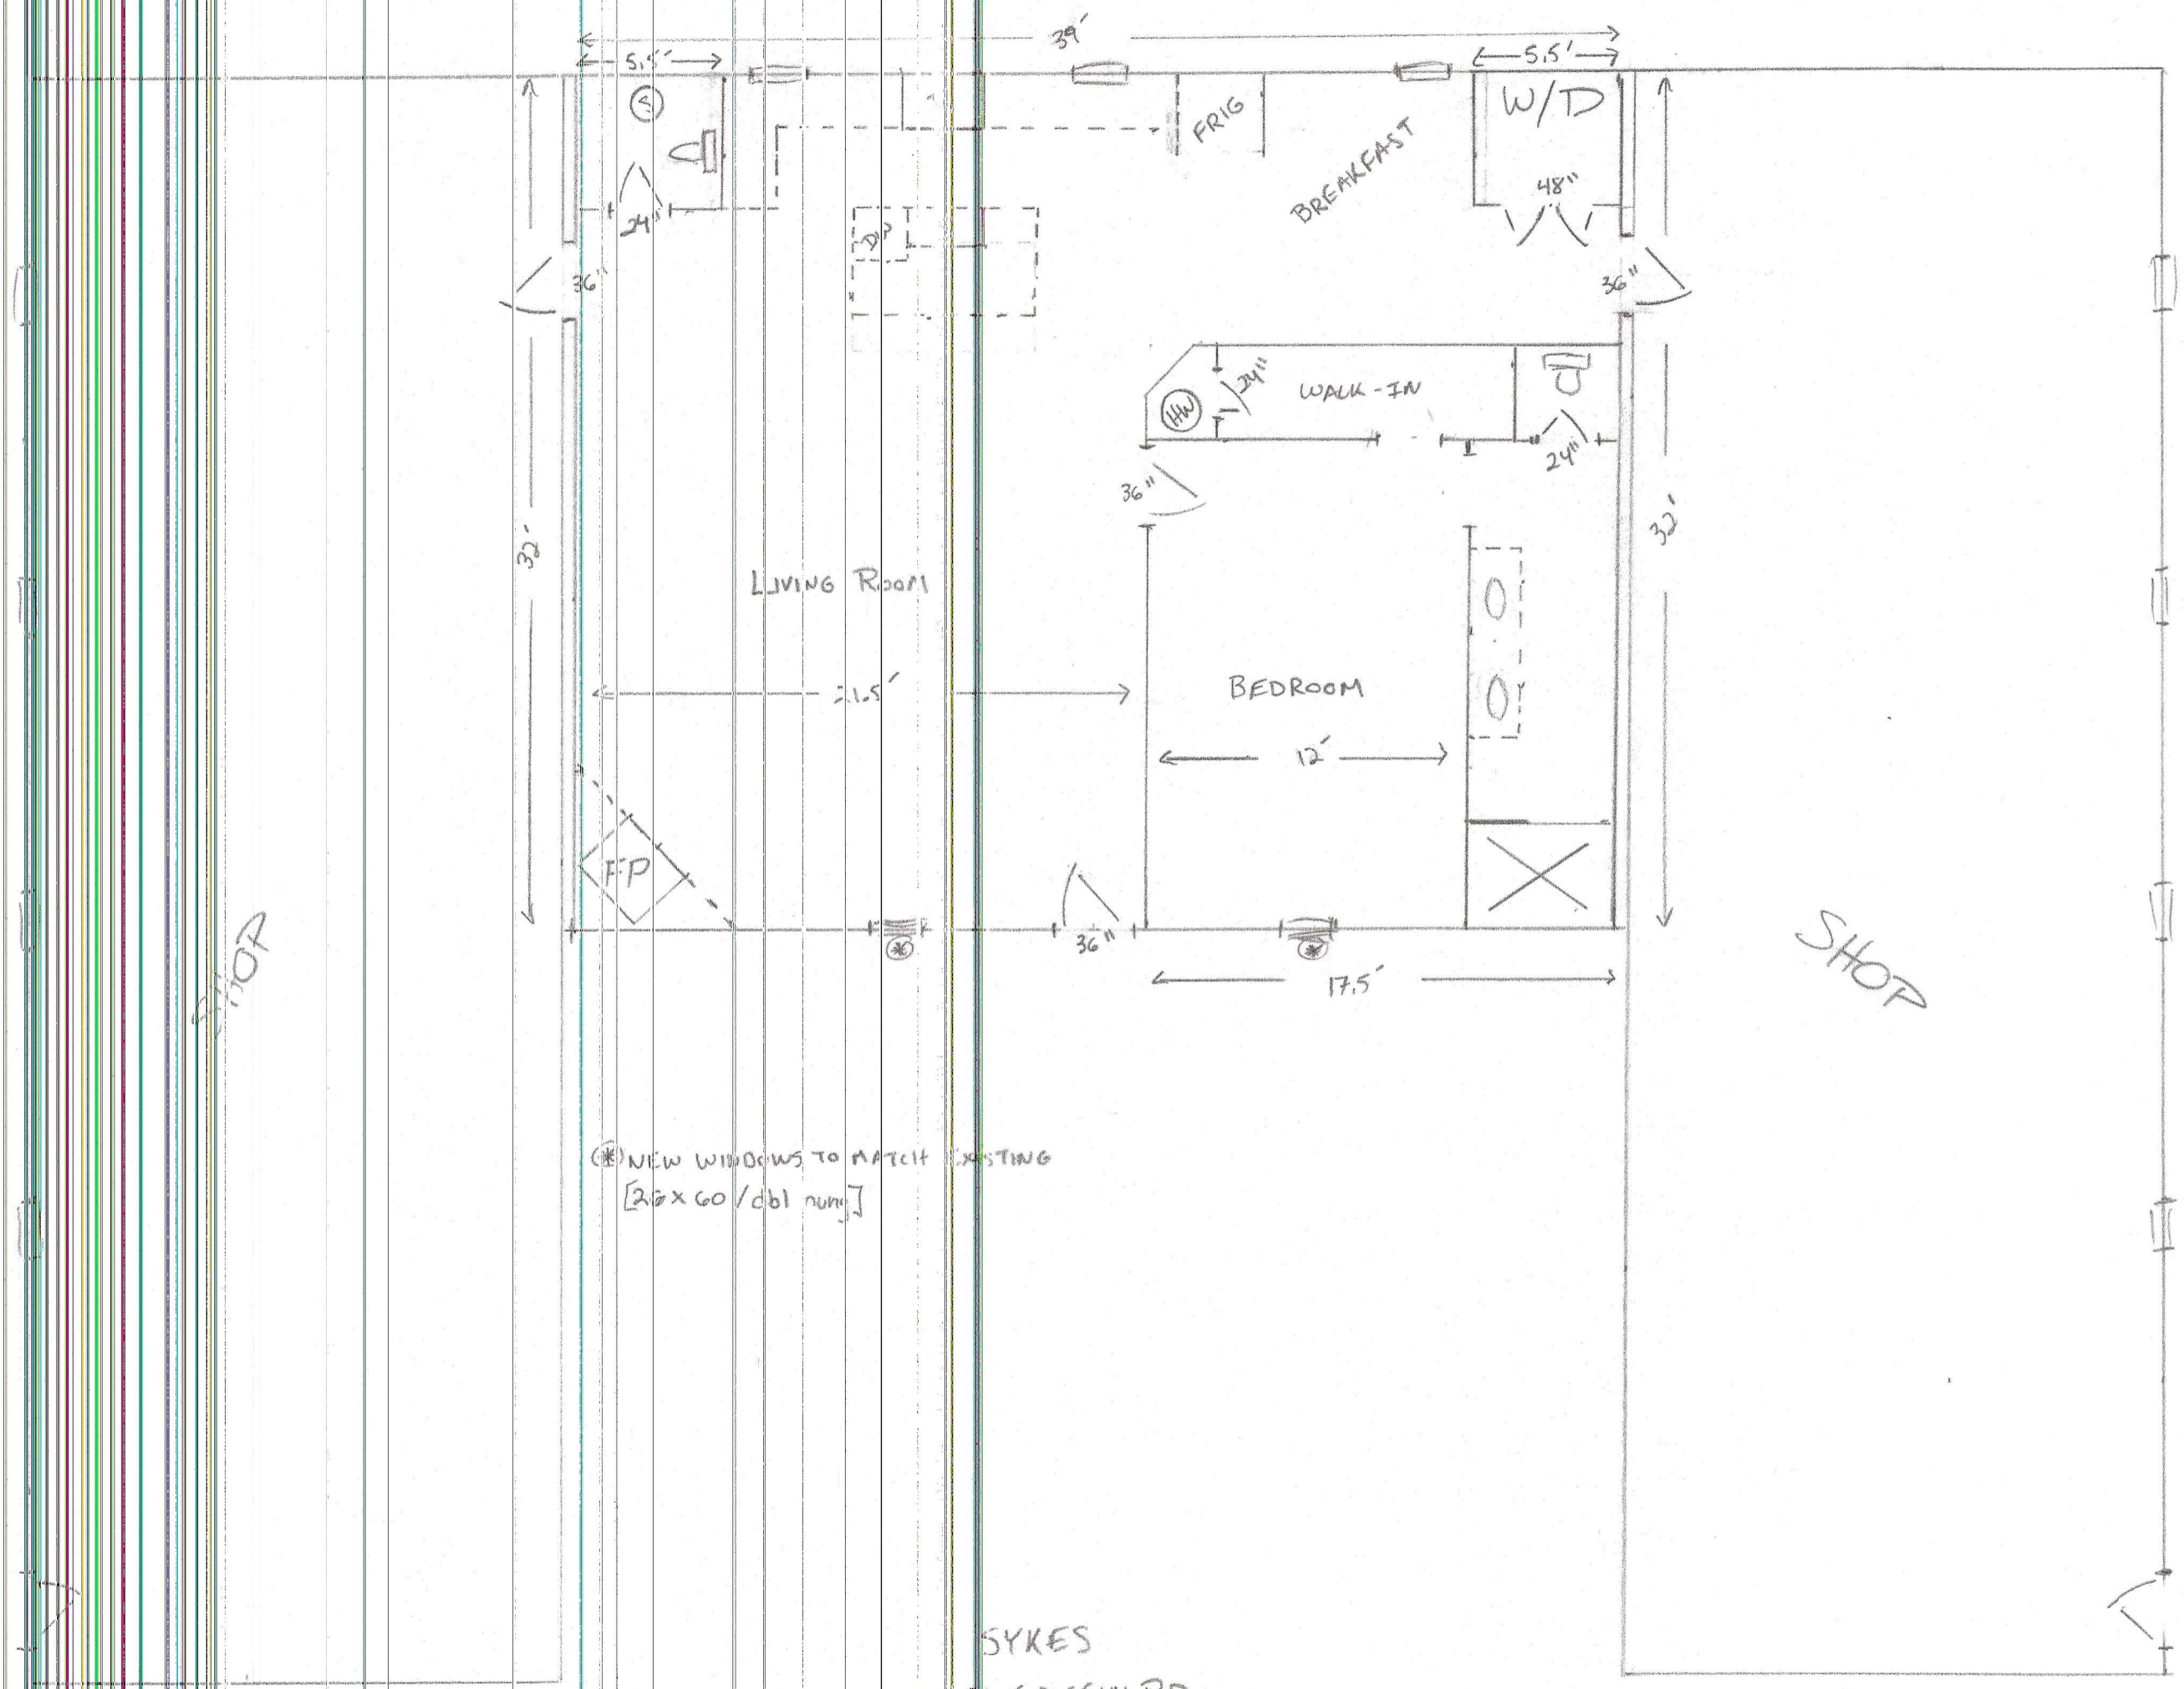 39'
5.5'
5.5'
S
FRIG
BREAKFAST
W/D
48"
24"
DW
36"
36"
24"
WALK-IN
HW
24"
36"
32'
32'
LIVING ROOM
21.5'
BEDROOM
12'
FP
36"
*
*
17.5'
SHOP
SHOP
(*) NEW WINDOWS TO MATCH EXISTING
[26x60/dbl hung]
SYKES